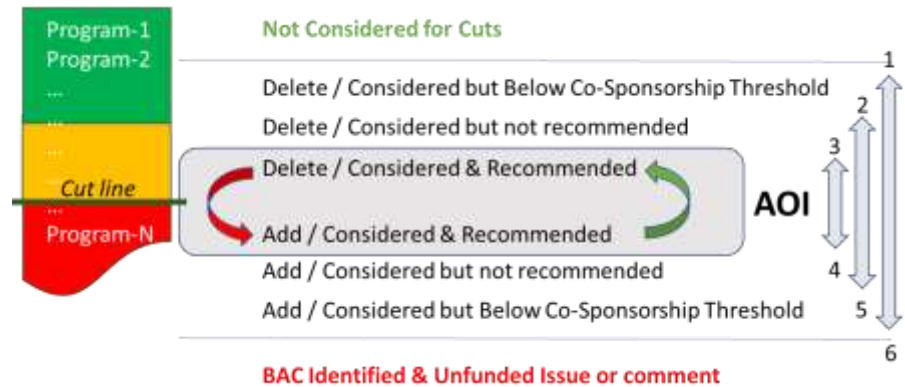 Program-1
Program-2
...
...
...
Cut line
...
Program-N
Not Considered for Cuts
Delete / Considered but Below Co-Sponsorship Threshold
Delete / Considered but not recommended
Delete / Considered & Recommended
Add / Considered & Recommended
Add / Considered but not recommended
Add / Considered but Below Co-Sponsorship Threshold
BAC Identified & Unfunded Issue or comment
AOI
1
2
3
4
5
6